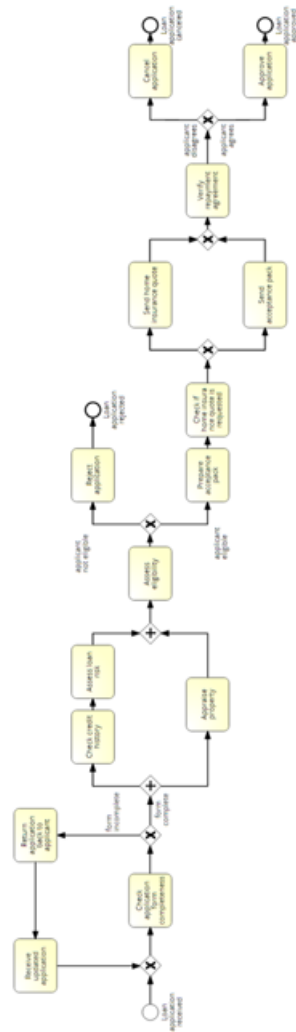 Loan
application
received
Check
application
form
completeness
Receive
updated
application
Return
application
back to
applicant
form
incomplete
form
complete
Check credit
history
Assess loan
risk
Appraise
property
Assess
eligibility
applicant
not eligible
applicant
eligible
Reject
application
Loan
application
rejected
Prepare
acceptance
pack
Check if
home insura
nce quote is
requested
Send home
insurance quote
Send
acceptance pack
Verify
repayment
agreement
applicant
disagrees
applicant
agrees
Cancel
application
Loan
application
canceled
Approve
application
Loan
application
approved